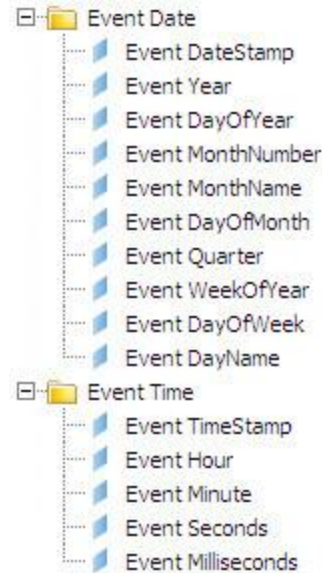 Event Date
Event DateStamp
Event Year
Event DayOfYear
Event MonthNumber
Event MonthName
Event DayOfMonth
Event Quarter
Event WeekOfYear
Event DayOfWeek
Event DayName
Event Time
Event TimeStamp
Event Hour
Event Minute
Event Seconds
Event Milliseconds